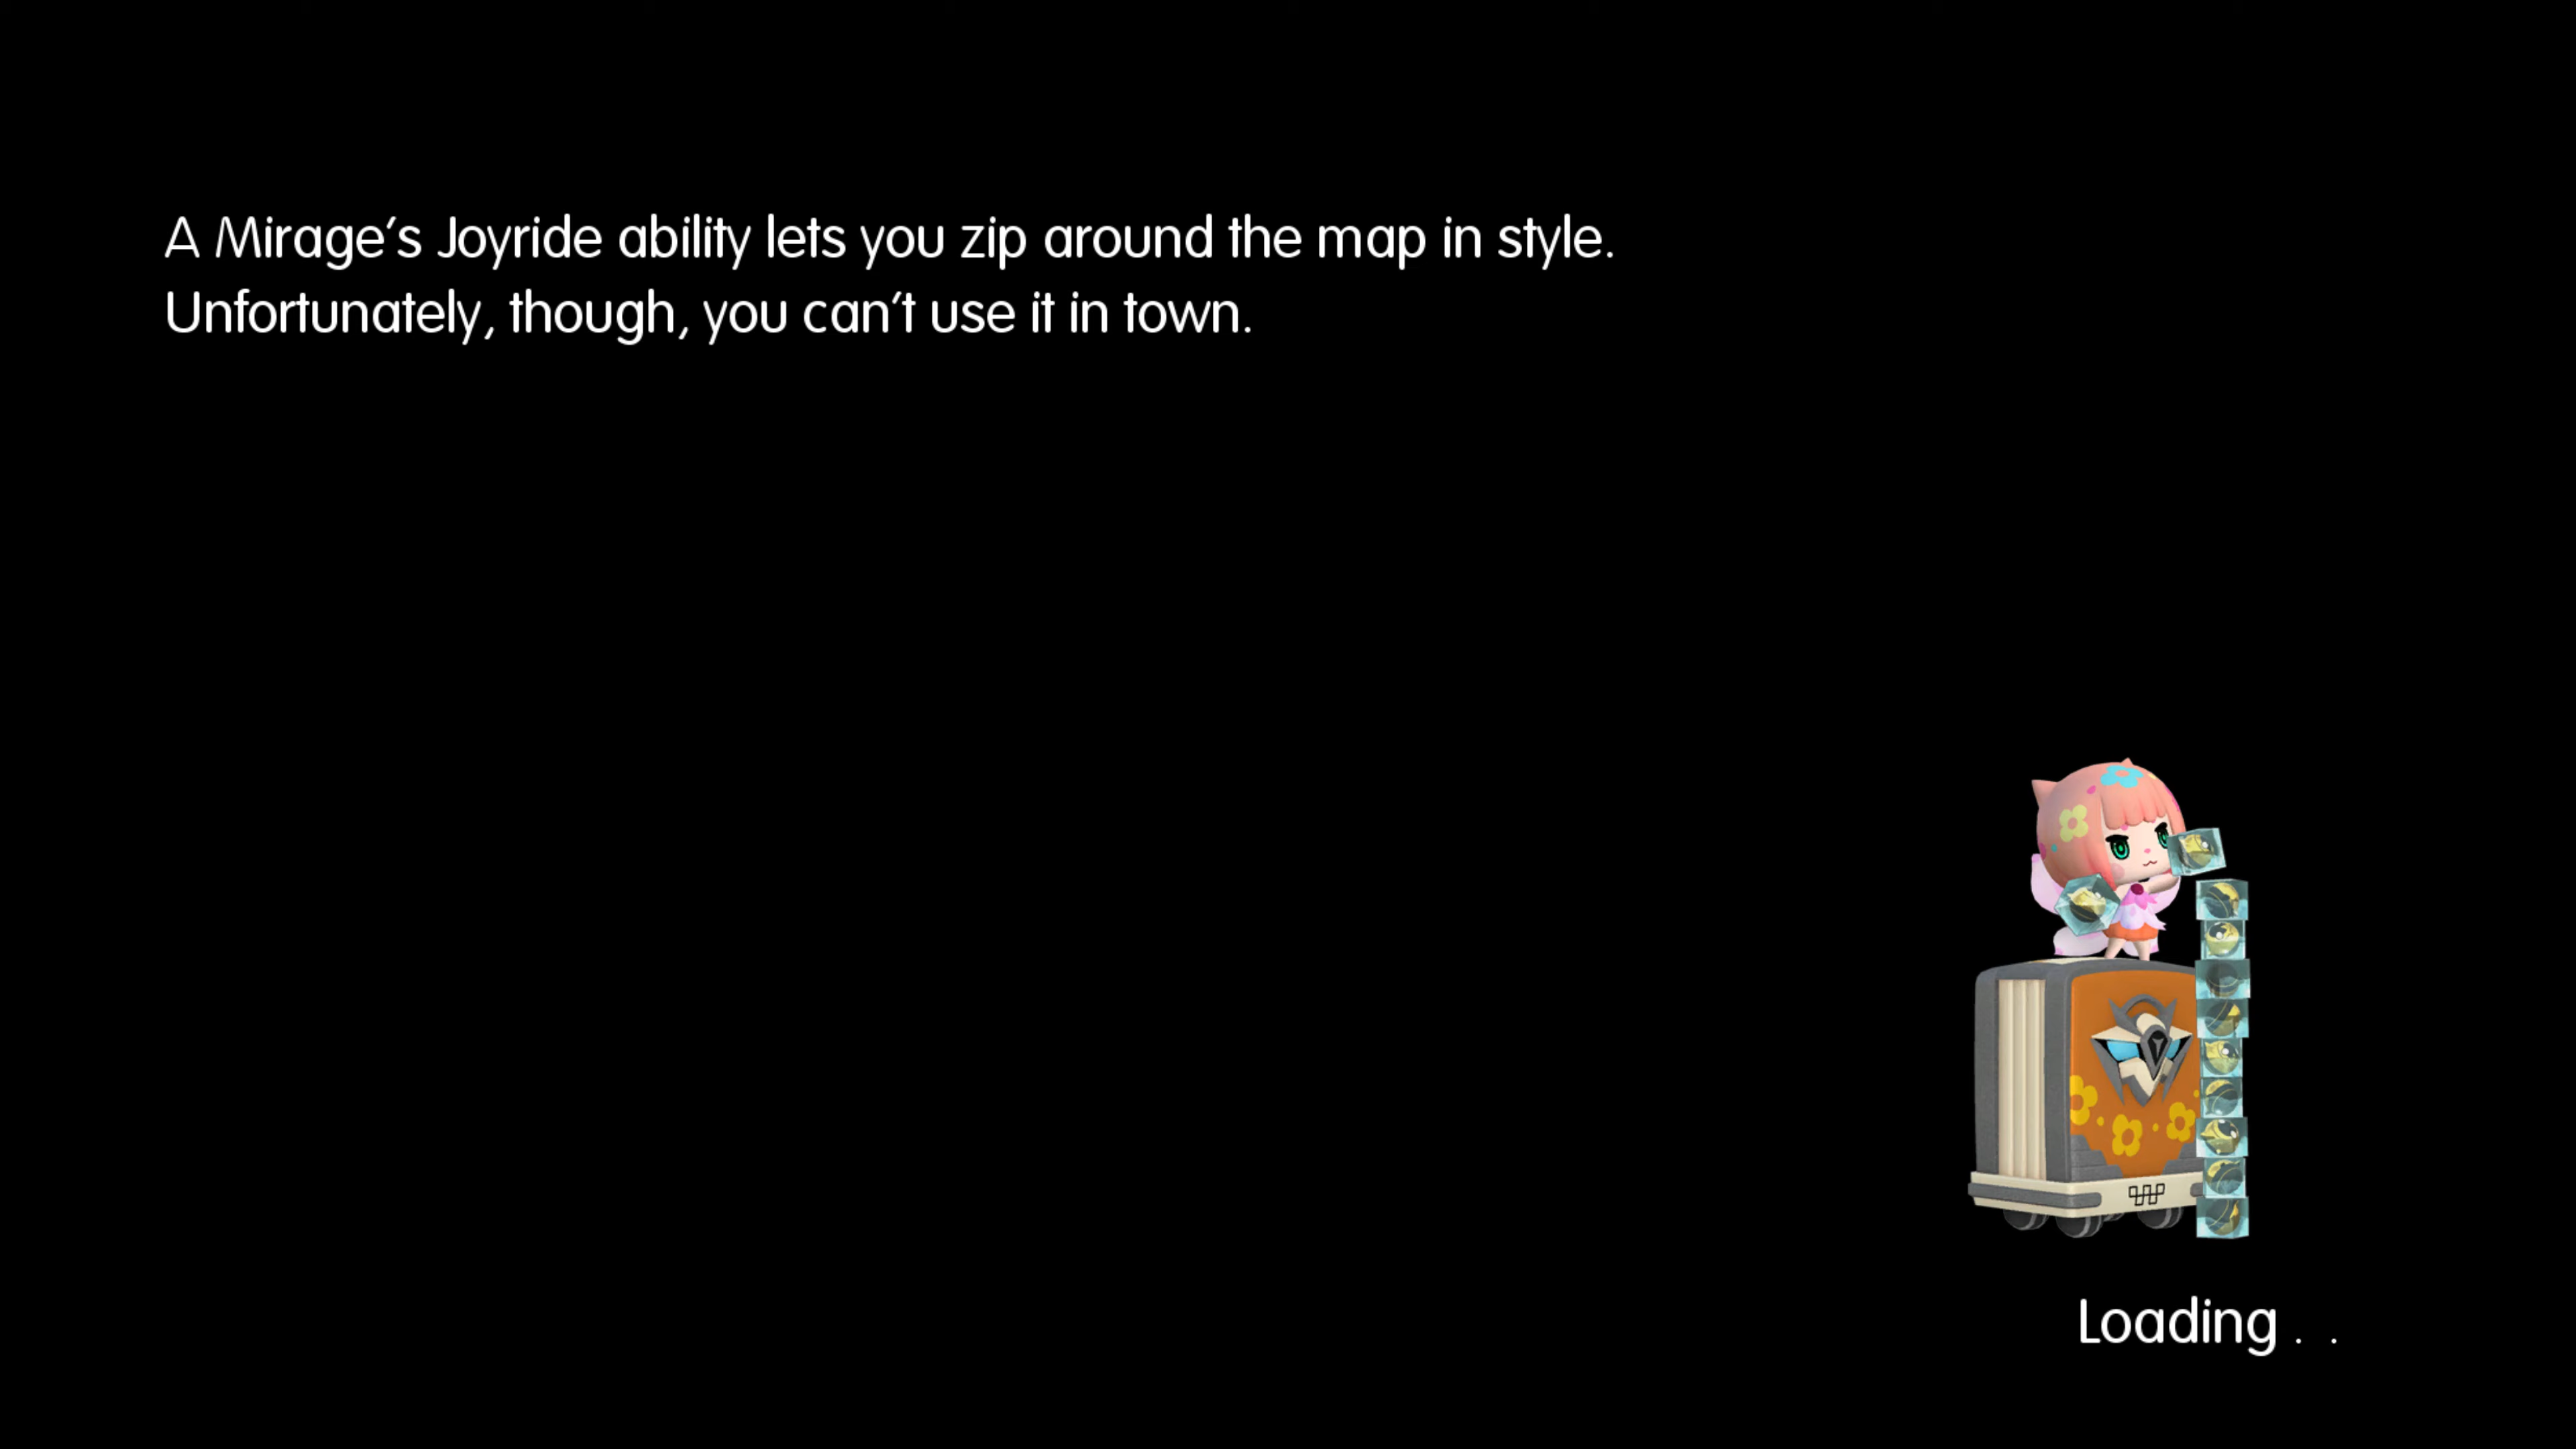 A Mirage's Joyride ability lets you zip around the map in style.
Unfortunately, though, you can't use it in town.
Loading . .